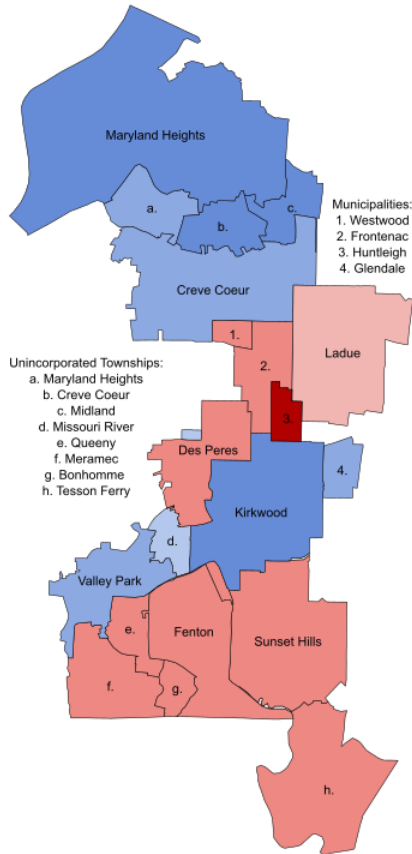 Maryland Heights
a.
b.
c.
Municipalities:
1. Westwood
2. Frontenac
3. Huntleigh
4. Glendale
Creve Coeur
1.
2.
Ladue
3.
Unincorporated Townships:
a. Maryland Heights
b. Creve Coeur
c. Midland
d. Missouri River
e. Queeny
f. Meramec
g. Bonhomme
h. Tesson Ferry
Des Peres
4.
Kirkwood
d.
Valley Park
e.
Fenton
Sunset Hills
f.
g.
h.